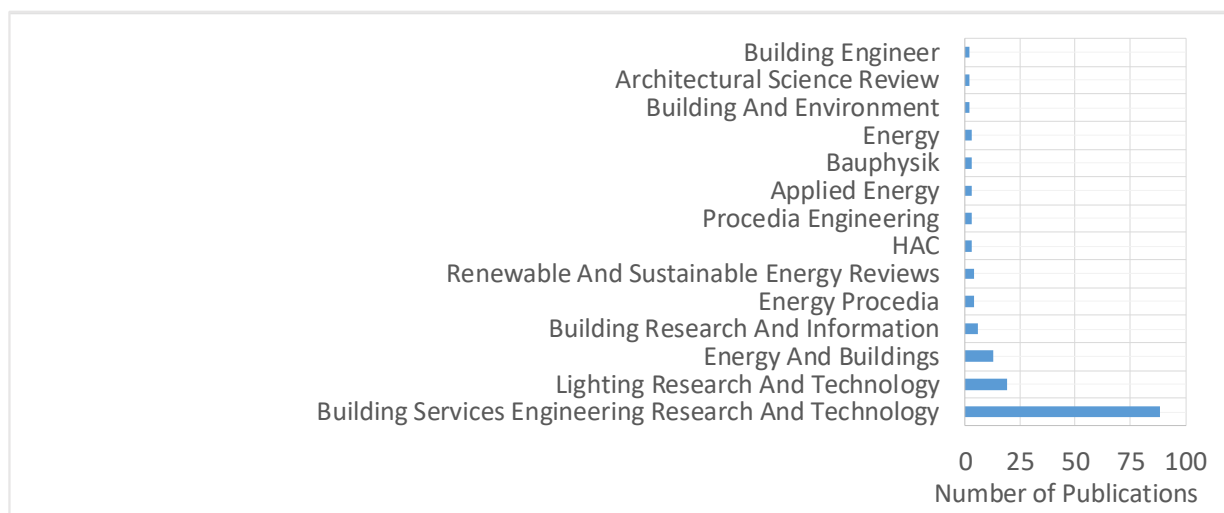 Building Engineer
Architectural Science Review
Building And Environment
Energy
Bauphysik
Applied Energy
Procedia Engineering
HAC
Renewable And Sustainable Energy Reviews
Energy Procedia
Building Research And Information
Energy And Buildings
Lighting Research And Technology
Building Services Engineering Research And Technology
0 25 50 75 100
Number of Publications